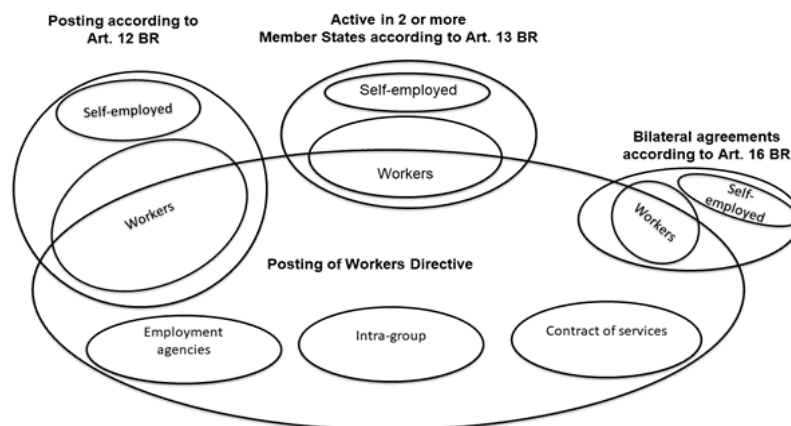 Posting according to
Art. 12 BR
Active in 2 or more
Member States according to Art. 13 BR
Self-employed
Self-employed
Bilateral agreements
according to Art. 16 BR
Workers
Workers
Workers
Self-
employed
Posting of Workers Directive
Employment
agencies
Intra-group
Contract of services